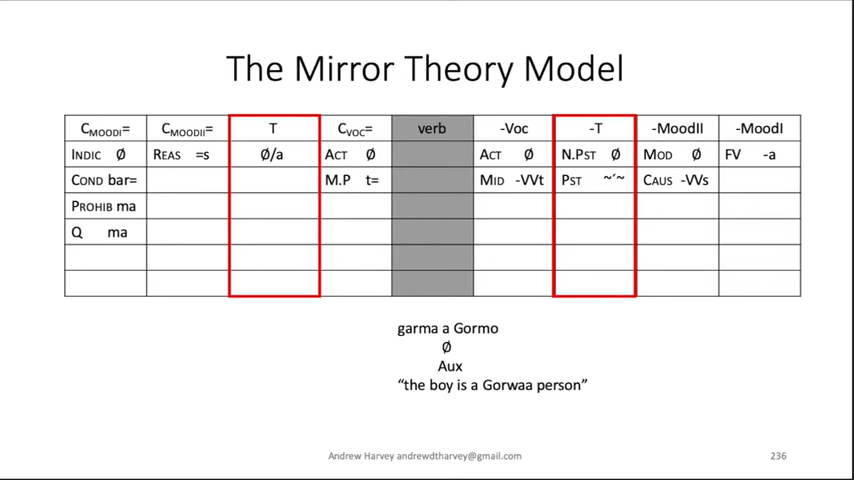 The Mirror Theory Model
CMOODI= CMOODII= T CVOC= verb -Voc -T -MoodII -MoodI
INDIC Ø REAS =s Ø/a ACT Ø ACT Ø N.PST Ø MOD Ø FV -a
COND bar= M.P t= MID -VVt PST ~´~ CAUS -VVs
PROHIB ma
Q ma
garma a Gormo
Ø
Aux
“the boy is a Gorwaa person”
Andrew Harvey andrewdtharvey@gmail.com 236